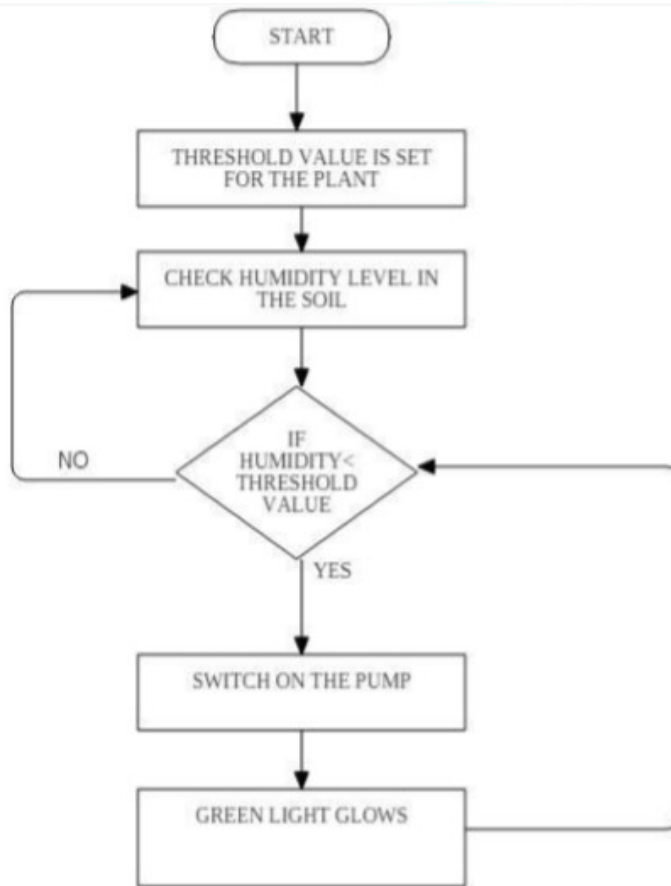 START
THRESHOLD VALUE IS SET
FOR THE PLANT
CHECK HUMIDITY LEVEL IN
THE SOIL
IF
HUMIDITY<
THRESHOLD
VALUE
NO
YES
SWITCH ON THE PUMP
GREEN LIGHT GLOWS